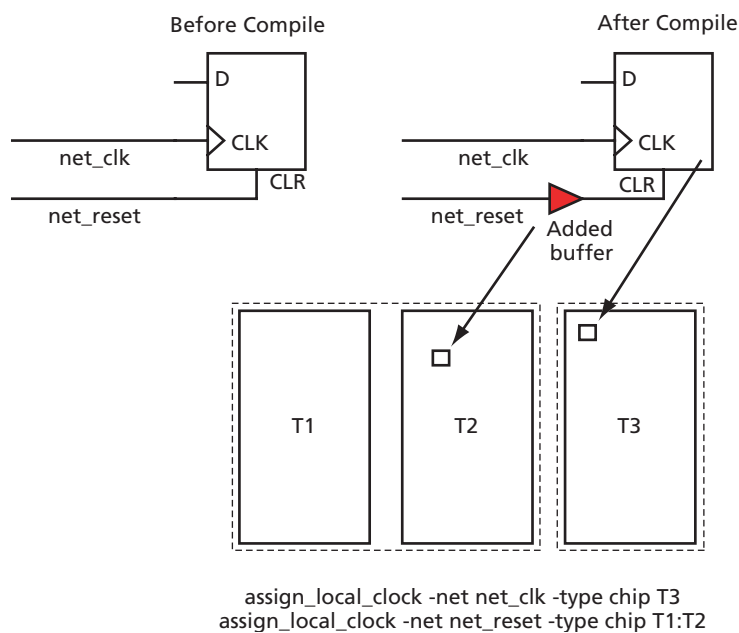 Before Compile
After Compile
D
CLK
net_clk
CLR
net_reset
D
CLK
net_clk
CLR
net_reset
Added
buffer
T1
T2
T3
assign_local_clock -net net_clk -type chip T3
assign_local_clock -net net_reset -type chip T1:T2